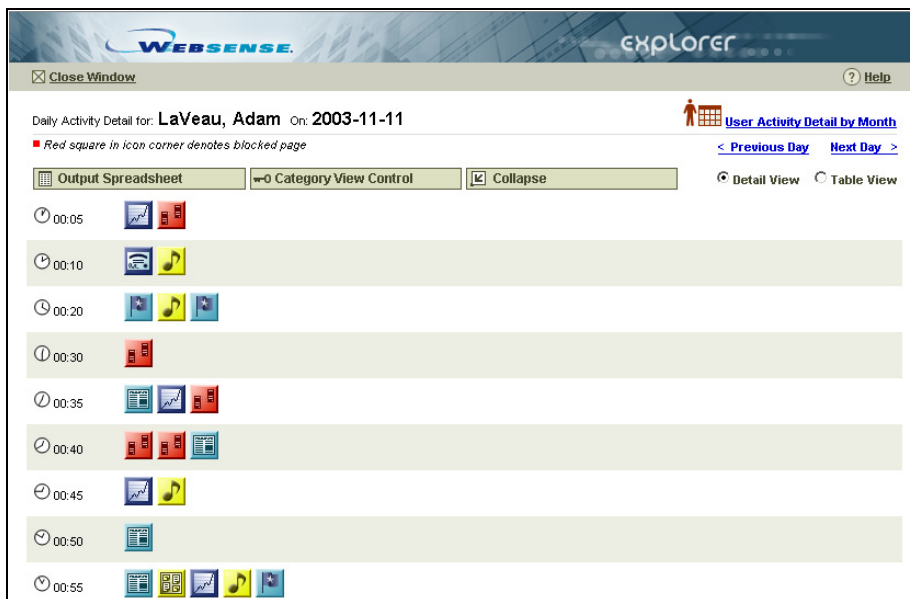 WEBSENSE.
explorer
Close Window
? Help
Daily Activity Detail for: LaVeau, Adam On: 2003-11-11
User Activity Detail by Month
Red square in icon corner denotes blocked page
< Previous Day Next Day >
Output Spreadsheet
Category View Control
Collapse
Detail View Table View
00:05
00:10
00:20
00:30
00:35
00:40
00:45
00:50
00:55